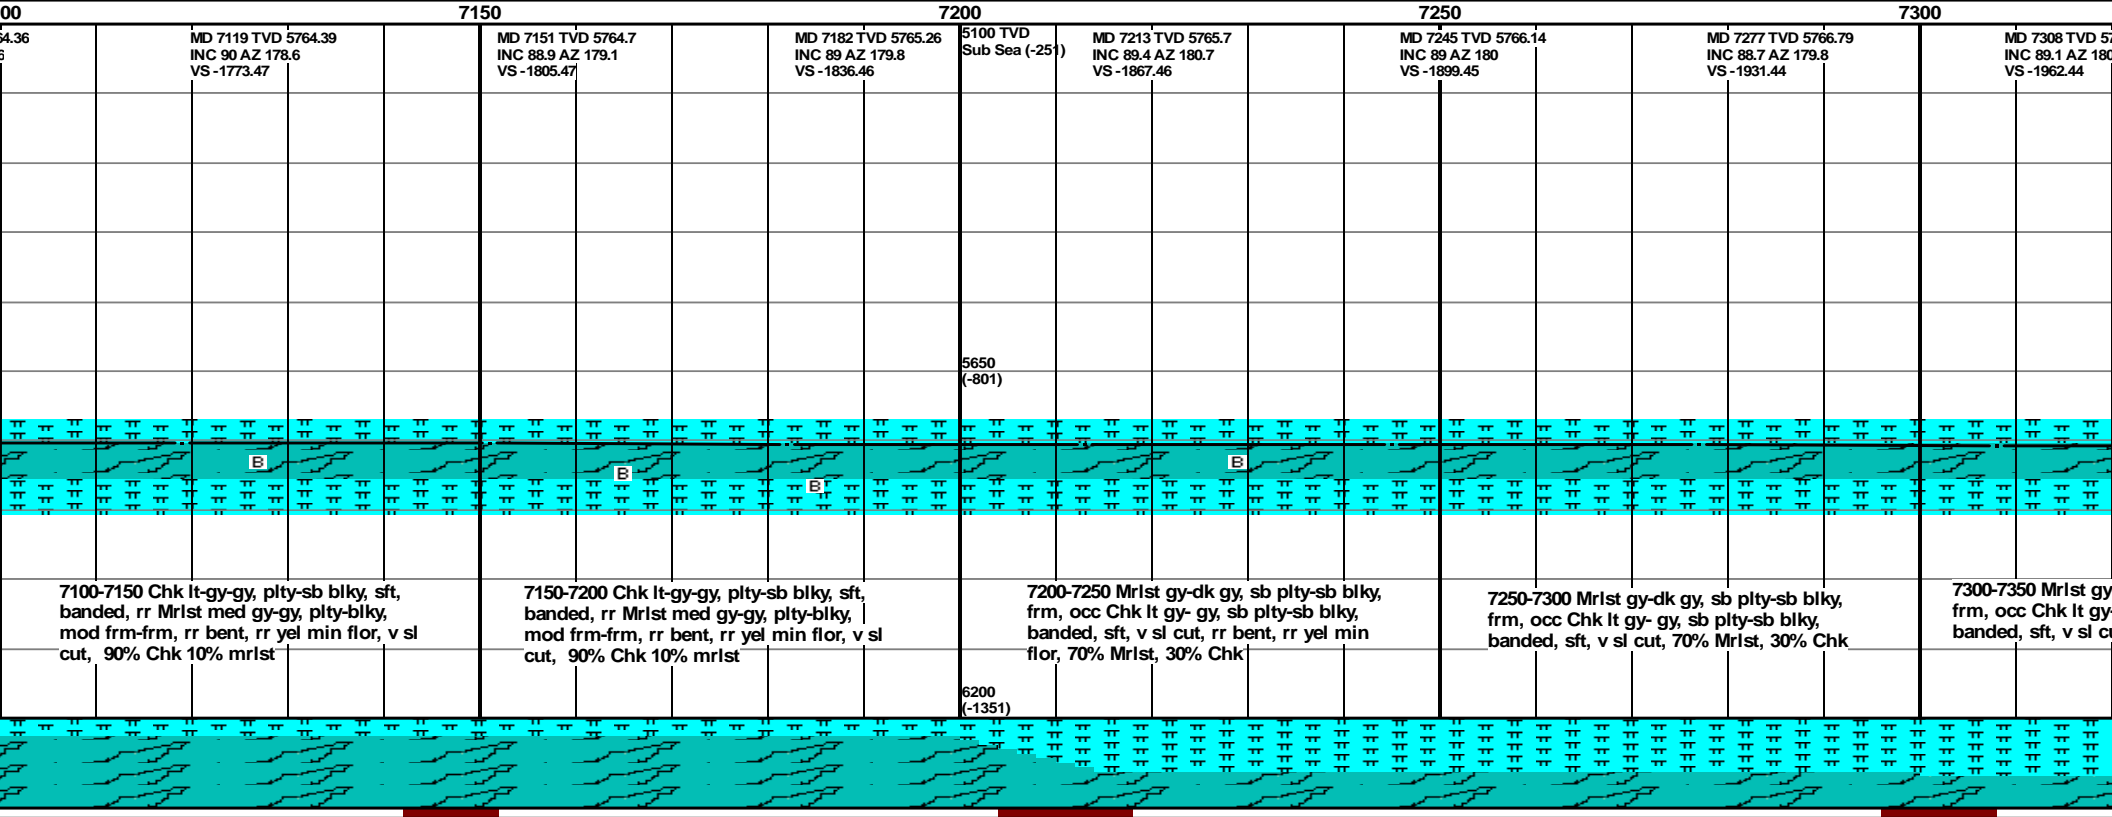 00 7150 7200 7250 7300
64.36
6
MD 7119 TVD 5764.39
INC 90 AZ 178.6
VS -1773.47
MD 7151 TVD 5764.7
INC 88.9 AZ 179.1
VS -1805.47
MD 7182 TVD 5765.26
INC 89 AZ 179.8
VS -1836.46
5100 TVD
Sub Sea (-251)
MD 7213 TVD 5765.7
INC 89.4 AZ 180.7
VS -1867.46
MD 7245 TVD 5766.14
INC 89 AZ 180
VS -1899.45
MD 7277 TVD 5766.79
INC 88.7 AZ 179.8
VS -1931.44
MD 7308 TVD 57
INC 89.1 AZ 180
VS -1962.44
5650
(-801)
B
B
B
B
7100-7150 Chk lt-gy-gy, plty-sb blky, sft,
banded, rr Mrlst med gy-gy, plty-blky,
mod frm-frm, rr bent, rr yel min flor, v sl
cut, 90% Chk 10% mrlst
7150-7200 Chk lt-gy-gy, plty-sb blky, sft,
banded, rr Mrlst med gy-gy, plty-blky,
mod frm-frm, rr bent, rr yel min flor, v sl
cut, 90% Chk 10% mrlst
7200-7250 Mrlst gy-dk gy, sb plty-sb blky,
frm, occ Chk lt gy- gy, sb plty-sb blky,
banded, sft, v sl cut, rr bent, rr yel min
flor, 70% Mrlst, 30% Chk
7250-7300 Mrlst gy-dk gy, sb plty-sb blky,
frm, occ Chk lt gy- gy, sb plty-sb blky,
banded, sft, v sl cut, 70% Mrlst, 30% Chk
7300-7350 Mrlst gy
frm, occ Chk lt gy-
banded, sft, v sl cu
6200
(-1351)